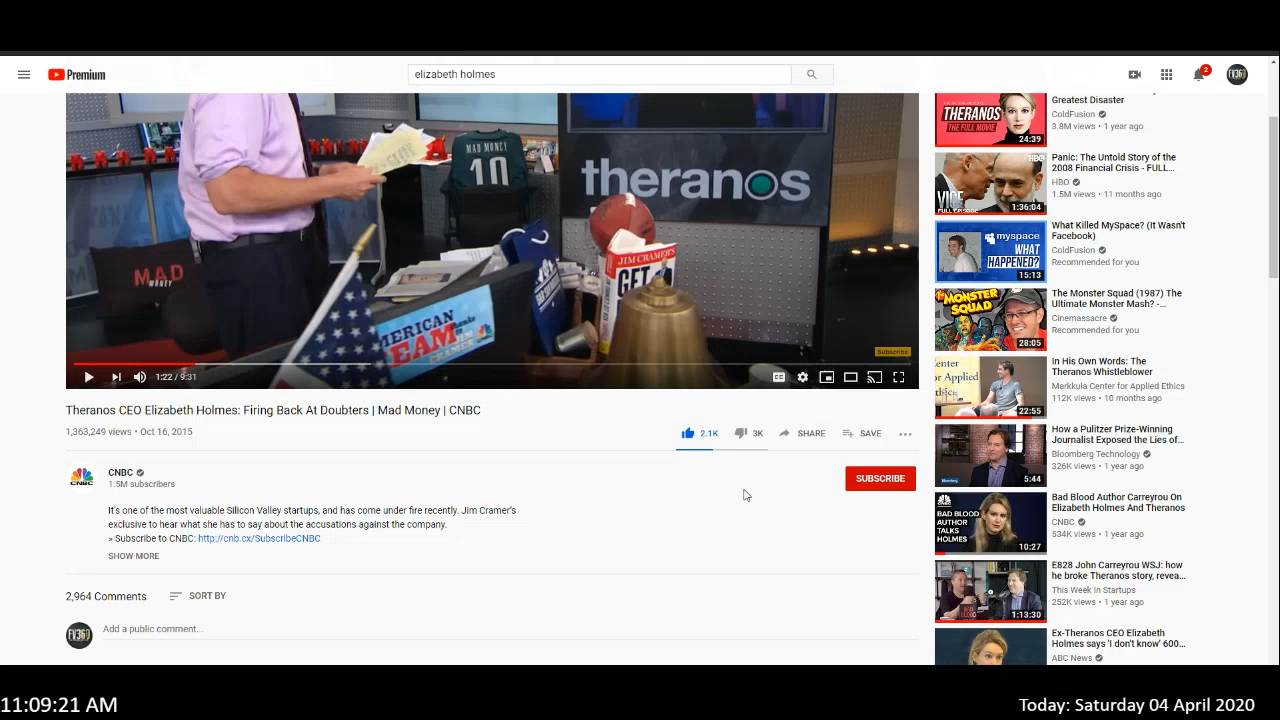 Premium
elizabeth holmes
2
FV360
MAD MONEY
10
theranos
MAD
MONEY
JIM CRAMER'S
GET
AMERICAN
Subscribe
1:22 / 9:31
Theranos CEO Elizabeth Holmes: Firing Back At Doubters | Mad Money | CNBC
1,363,249 views • Oct 16, 2015
2.1K
3K
SHARE
SAVE
CNBC
1.5M subscribers
SUBSCRIBE
It's one of the most valuable Silicon Valley startups, and has come under fire recently. Jim Cramer's
exclusive to hear what she has to say about the accusations against the company.
» Subscribe to CNBC: http://cnb.cx/SubscribeCNBC
SHOW MORE
2,964 Comments
SORT BY
FV360
Add a public comment...
THERANOS
THE FULL MOVIE
24:39
Greatest Disaster
ColdFusion
3.8M views • 1 year ago
HBO
VICE
FULL EPISODE
1:36:04
Panic: The Untold Story of the
2008 Financial Crisis - FULL...
HBO
1.5M views • 11 months ago
myspace
WHAT
HAPPENED?
15:13
What Killed MySpace? (It Wasn't
Facebook)
ColdFusion
Recommended for you
MONSTER
SQUAD
28:05
The Monster Squad (1987) The
Ultimate Monster Mash? -...
Cinemassacre
Recommended for you
enter
r Applied
22:55
In His Own Words: The
Theranos Whistleblower
Markkula Center for Applied Ethics
112K views • 10 months ago
5:44
How a Pulitzer Prize-Winning
Journalist Exposed the Lies of...
Bloomberg Technology
326K views • 1 year ago
BAD BLOOD
AUTHOR
TALKS
HOLMES
10:27
Bad Blood Author Carreyrou On
Elizabeth Holmes And Theranos
CNBC
534K views • 1 year ago
1:13:30
E828 John Carreyrou WSJ: how
he broke Theranos story, revea...
This Week in Startups
252K views • 1 year ago
Ex-Theranos CEO Elizabeth
Holmes says 'I don't know' 600...
ABC News
11:09:21 AM
Today: Saturday 04 April 2020